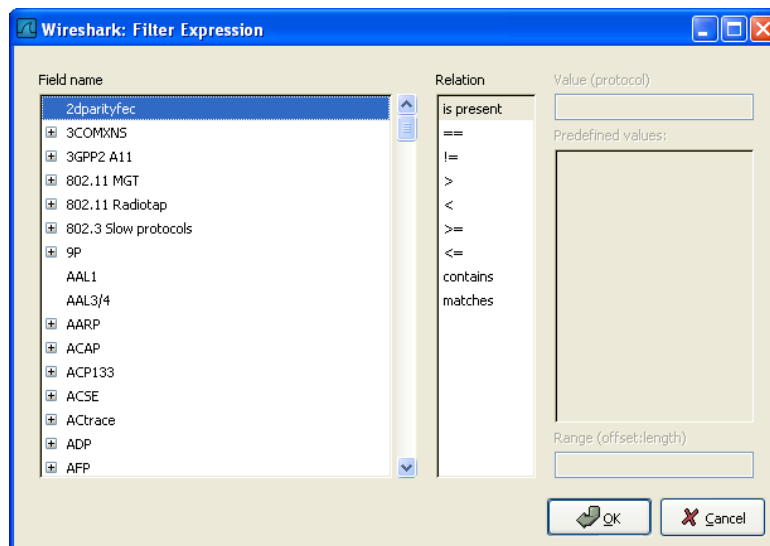 Wireshark: Filter Expression
Field name
2dparityfec
3COMXNS
3GPP2 A11
802.11 MGT
802.11 Radiotap
802.3 Slow protocols
9P
AAL1
AAL3/4
AARP
ACAP
ACP133
ACSE
ACtrace
ADP
AFP
Relation
is present
==
!=
>
<
>=
<=
contains
matches
Value (protocol)
Predefined values:
Range (offset:length)
OK
Cancel